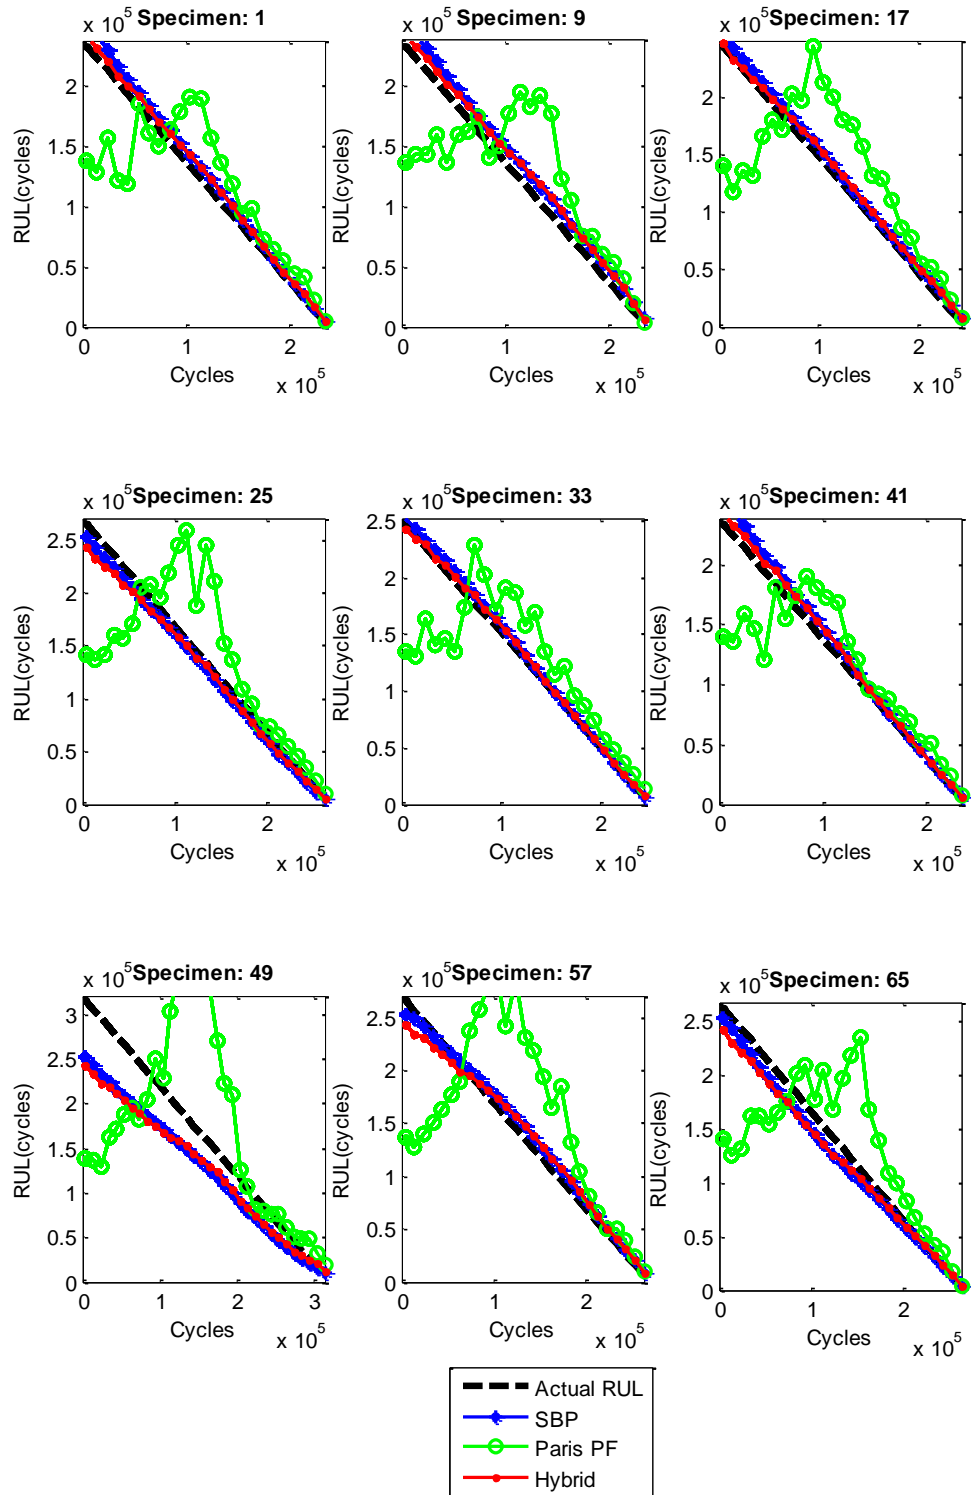 x 10^5 Specimen: 1
RUL(cycles)
2
1.5
1
0.5
0
0 1 2
Cycles
x 10^5
x 10^5 Specimen: 9
RUL(cycles)
2
1.5
1
0.5
0
0 1 2
Cycles
x 10^5
x 10^5 Specimen: 17
RUL(cycles)
2
1
0
0 1 2
Cycles
x 10^5
x 10^5 Specimen: 25
RUL(cycles)
2.5
2
1.5
1
0.5
0
0 1 2
Cycles
x 10^5
x 10^5 Specimen: 33
RUL(cycles)
2.5
2
1.5
1
0.5
0
0 1 2
Cycles
x 10^5
x 10^5 Specimen: 41
RUL(cycles)
2
1.5
1
0.5
0
0 1 2
Cycles
x 10^5
x 10^5 Specimen: 49
RUL(cycles)
3
2.5
2
1.5
1
0.5
0
0 1 2 3
Cycles
x 10^5
x 10^5 Specimen: 57
RUL(cycles)
2.5
2
1.5
1
0.5
0
0 1 2
Cycles
x 10^5
x 10^5 Specimen: 65
RUL(cycles)
2.5
2
1.5
1
0.5
0
0 1 2
Cycles
x 10^5
Actual RUL
SBP
Paris PF
Hybrid